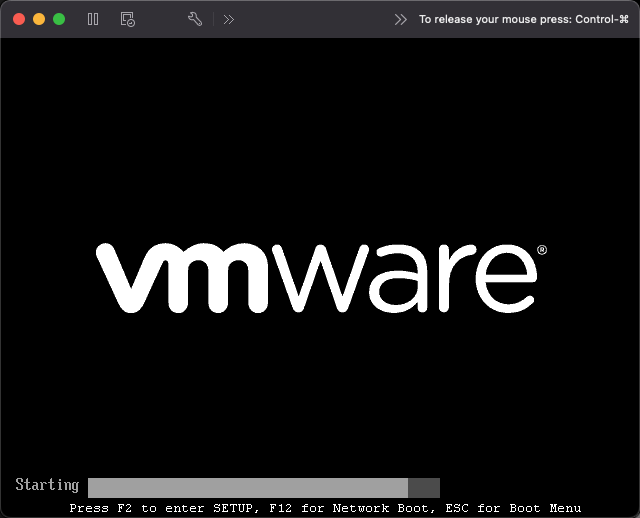 To release your mouse press: Control-⌘
vmware®
Starting
Press F2 to enter SETUP, F12 for Network Boot, ESC for Boot Menu